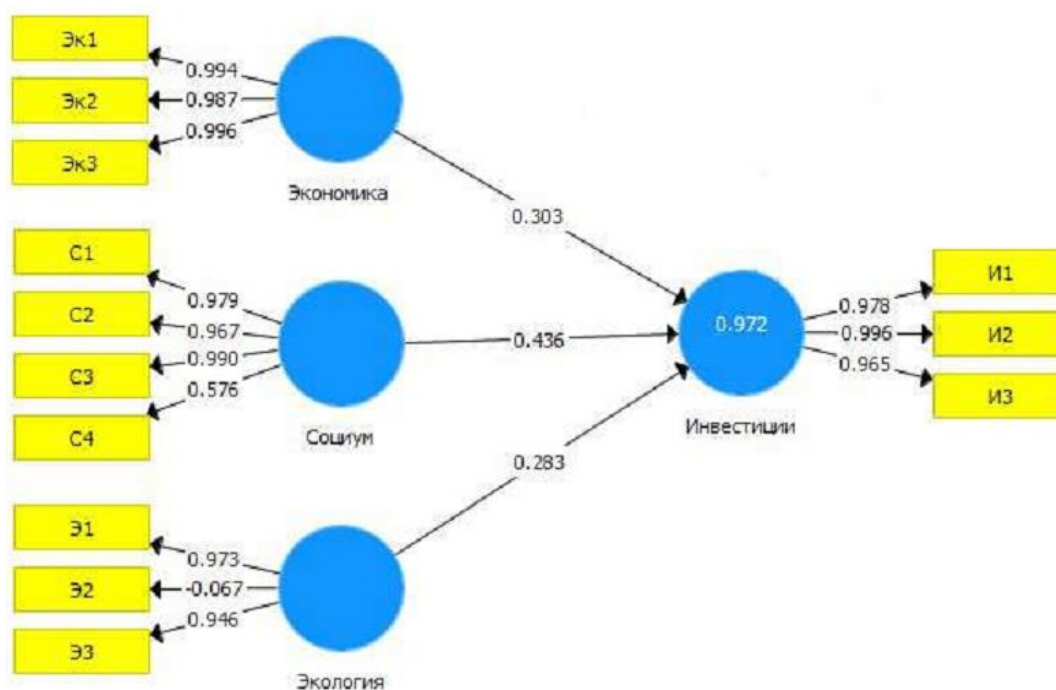 Эк1
0.994
Эк2
0.987
Эк3
0.996
Экономика
0.303
С1
0.979
С2
0.967
С3
0.990
С4
0.576
Социум
0.436
Э1
0.973
Э2
-0.067
Э3
0.946
Экология
0.283
0.972
Инвестиции
И1
0.978
И2
0.996
И3
0.965